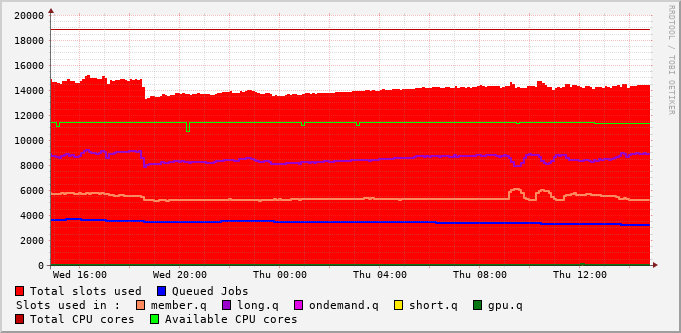 20000
18000
16000
14000
12000
10000
8000
6000
4000
2000
0
Wed 16:00 Wed 20:00 Thu 00:00 Thu 04:00 Thu 08:00 Thu 12:00
Total slots used Queued Jobs
Slots used in : member.q long.q ondemand.q short.q gpu.q
Total CPU cores Available CPU cores
RRDTOOL / TOBI OETIKER